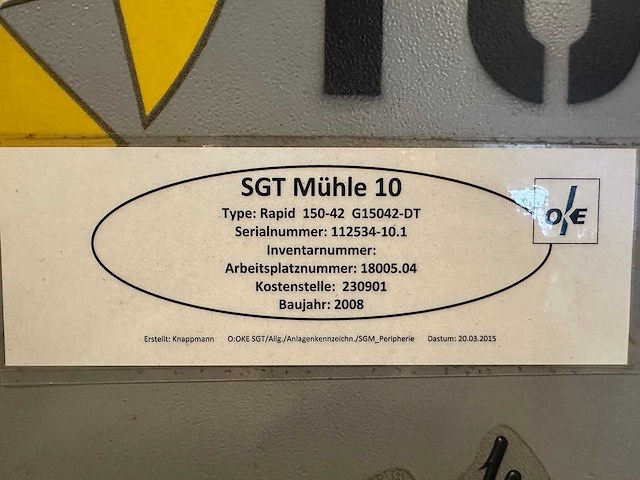 10
SGT Mühle 10
Type: Rapid 150-42 G15042-DT
Serialnummer: 112534-10.1
Inventarnummer:
Arbeitsplatznummer: 18005.04
Kostenstelle: 230901
Baujahr: 2008
OKE
Erstellt: Knappmann O:OKE SGT/Allg./Anlagenkennzeichn./SGM_Peripherie Datum: 20.03.2015